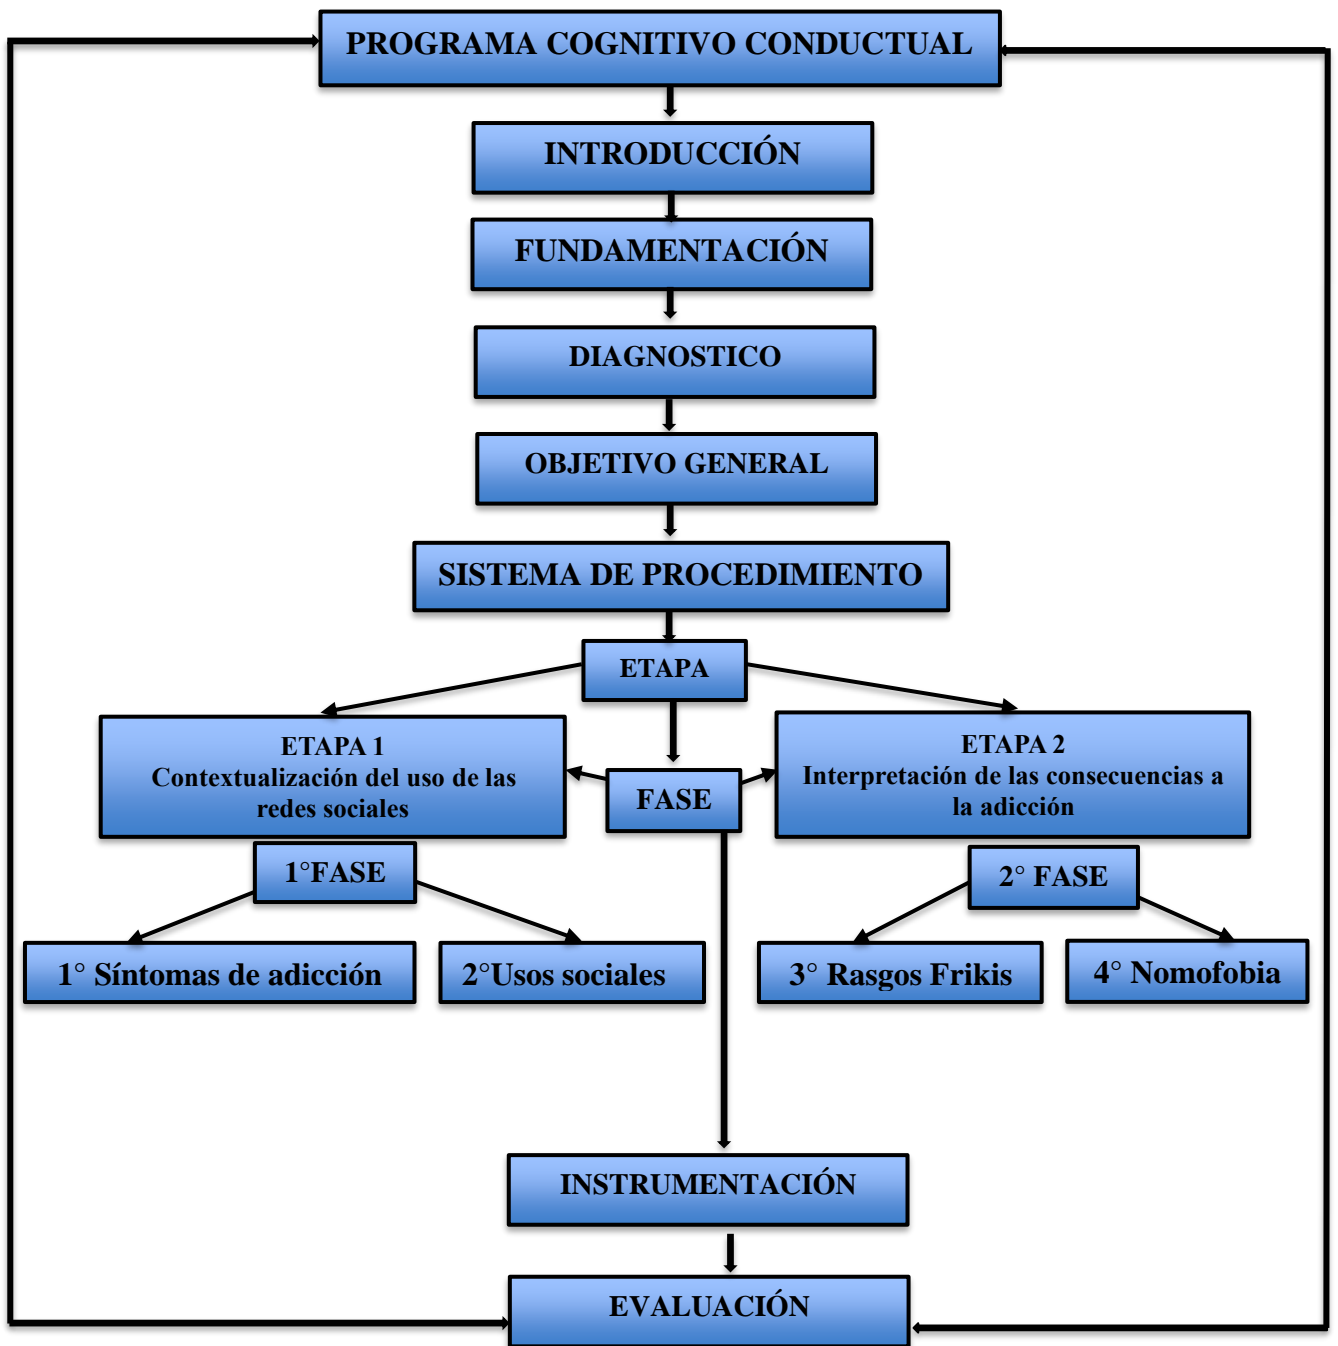 PROGRAMA COGNITIVO CONDUCTUAL
INTRODUCCIÓN
FUNDAMENTACIÓN
DIAGNOSTICO
OBJETIVO GENERAL
SISTEMA DE PROCEDIMIENTO
ETAPA
ETAPA 1
Contextualización del uso de las
redes sociales
FASE
ETAPA 2
Interpretación de las consecuencias a
la adicción
1°FASE
2° FASE
1° Síntomas de adicción
2°Usos sociales
3° Rasgos Frikis
4° Nomofobia
INSTRUMENTACIÓN
EVALUACIÓN